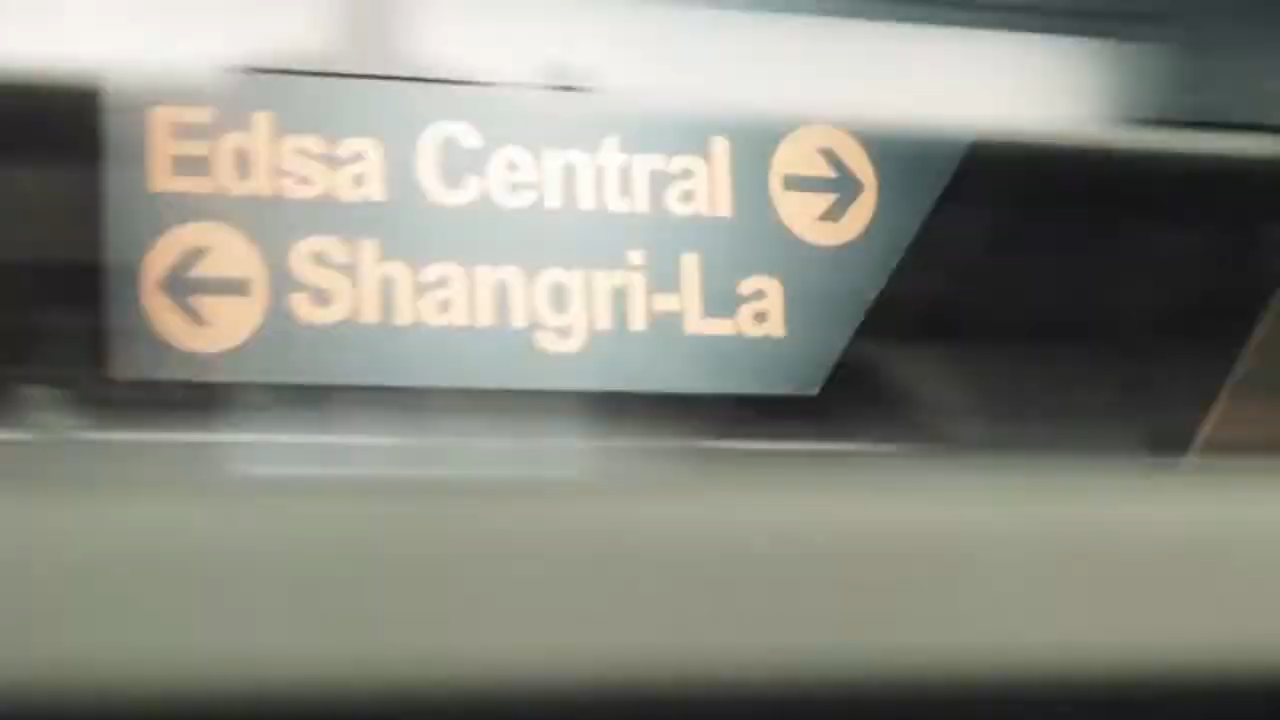 Edsa Central →
← Shangri-La